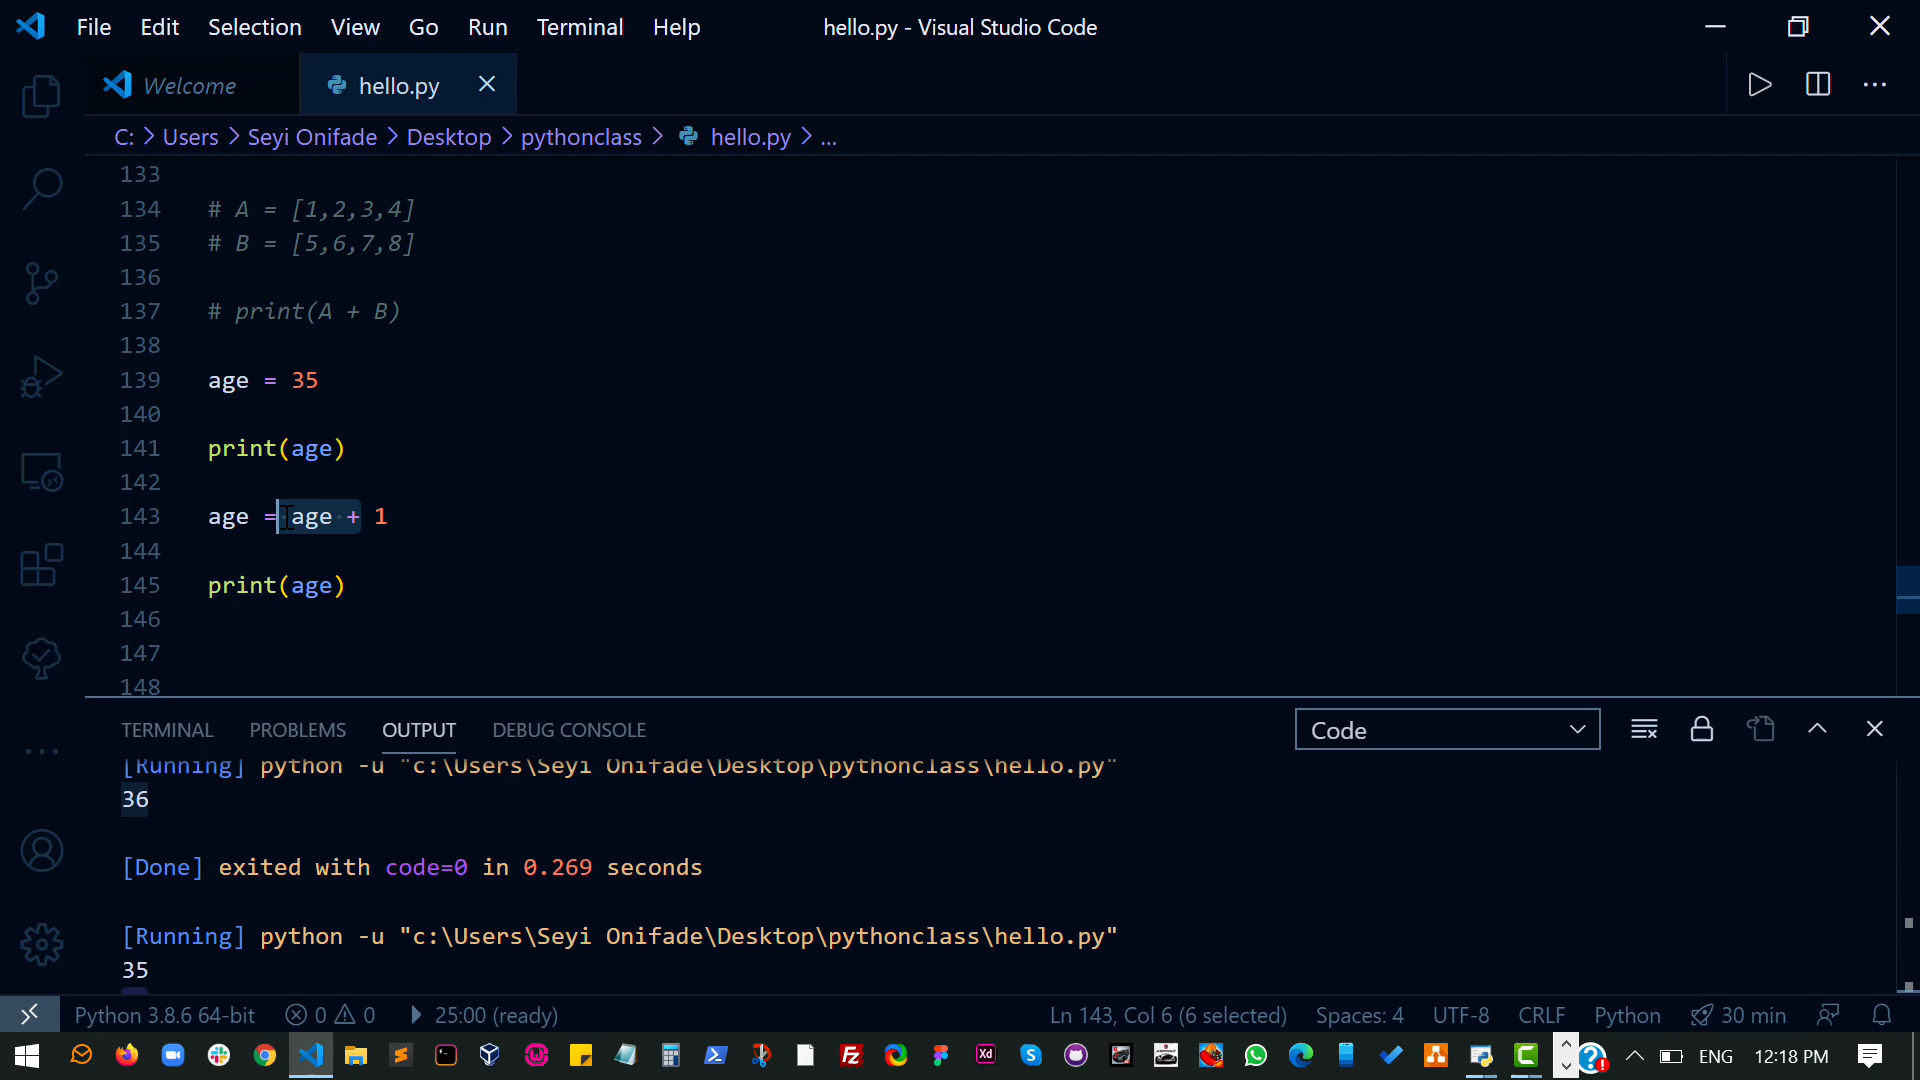 File Edit Selection View Go Run Terminal Help hello.py - Visual Studio Code
Welcome hello.py
C: > Users > Seyi Onifade > Desktop > pythonclass > hello.py > ...
133
134 # A = [1,2,3,4]
135 # B = [5,6,7,8]
136
137 # print(A + B)
138
139 age = 35
140
141 print(age)
142
143 age = age + 1
144
145 print(age)
146
147
148
TERMINAL PROBLEMS OUTPUT DEBUG CONSOLE Code
[Running] python -u "c:\Users\Seyi Onifade\Desktop\pythonclass\hello.py"
36
[Done] exited with code=0 in 0.269 seconds
[Running] python -u "c:\Users\Seyi Onifade\Desktop\pythonclass\hello.py"
35
Python 3.8.6 64-bit 0 0 25:00 (ready) Ln 143, Col 6 (6 selected) Spaces: 4 UTF-8 CRLF Python 30 min
Xd ENG 12:18 PM